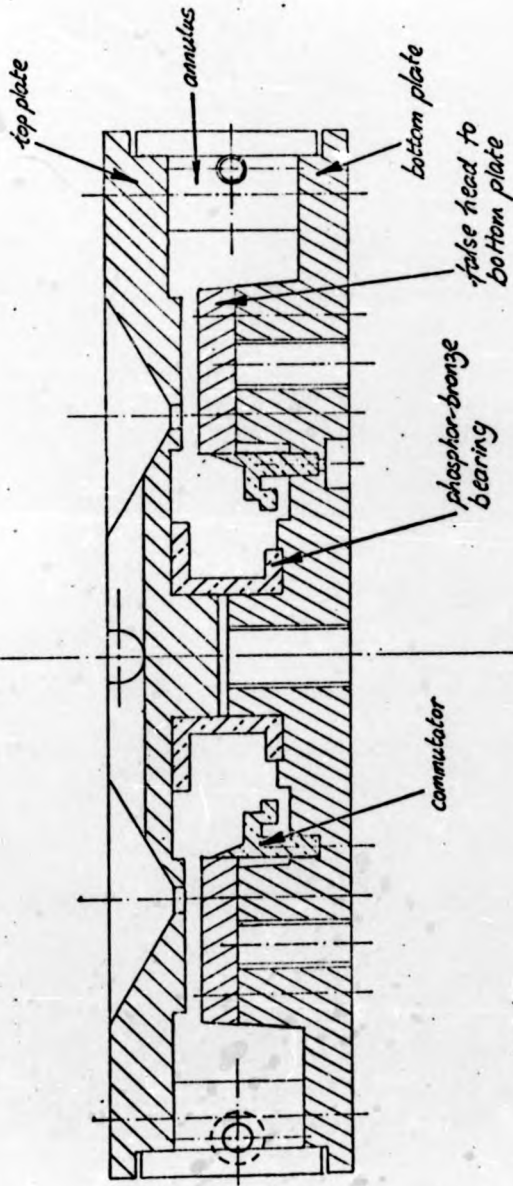 top plate
annulus
bottom plate
false head to
bottom plate
phosphor-bronze
bearing
commutator